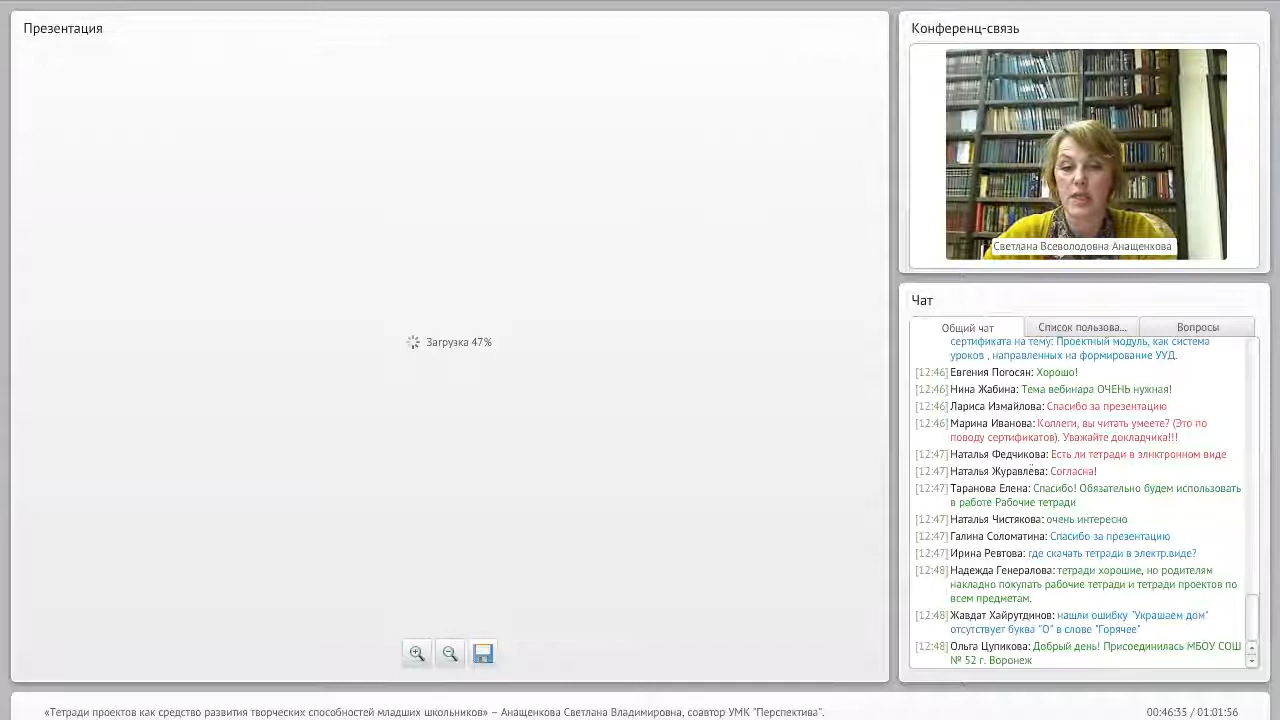 Презентация
Загрузка 47%
Конференц-связь
Светлана Всеволодовна Анащенкова
Чат
Общий чат
Список пользова...
Вопросы
сертификата на тему: Проектный модуль, как система
уроков , направленных на формирование УУД.
[12:46] Евгения Погосян: Хорошо!
[12:46] Нина Жабина: Тема вебинара ОЧЕНЬ нужная!
[12:46] Лариса Измайлова: Спасибо за презентацию
[12:46] Марина Иванова: Коллеги, вы читать умеете? (Это по
поводу сертификатов). Уважайте докладчика!!!
[12:47] Наталья Федчикова: Есть ли тетради в злнктронном виде
[12:47] Наталья Журавлёва: Согласна!
[12:47] Таранова Елена: Спасибо! Обязательно будем использовать
в работе Рабочие тетради
[12:47] Наталья Чистякова: очень интересно
[12:47] Галина Соломатина: Спасибо за презентацию
[12:47] Ирина Ревтова: где скачать тетради в электр.виде?
[12:48] Надежда Генералова: тетради хорошие, но родителям
накладно покупать рабочие тетради и тетради проектов по
всем предметам.
[12:48] Жавдат Хайрутдинов: нашли ошибку "Украшаем дом"
отсутствует буква "О" в слове "Горячее"
[12:48] Ольга Цупикова: Добрый день! Присоединилась МБОУ СОШ
№ 52 г. Воронеж
«Тетради проектов как средство развития творческих способностей младших школьников» – Анащенкова Светлана Владимировна, соавтор УМК "Перспектива".
00:46:35 / 01:01:56